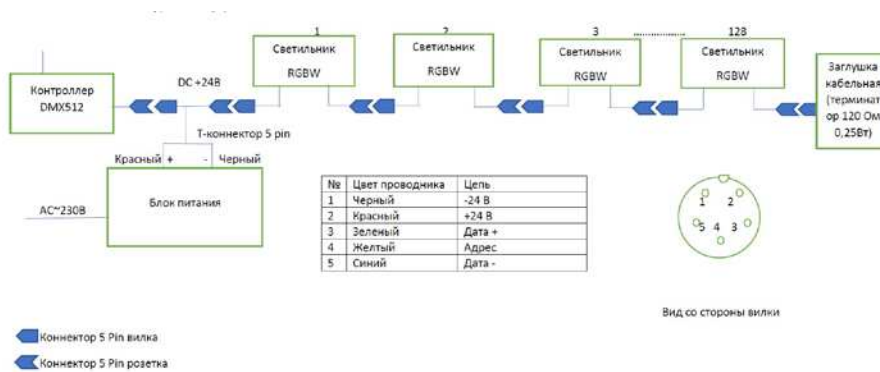 1
2
3
..............
128
Светильник
RGBW
Светильник
RGBW
Светильник
RGBW
Светильник
RGBW
Контроллер
DMX512
DC +24В
Заглушка
кабельная
(терминат
ор 120 Ом
0,25Вт)
Т-коннектор 5 pin
Красный + - Черный
AC~230В
Блок питания
№ Цвет проводника Цепь
1 Черный -24 В
2 Красный +24 В
3 Зеленый Дата +
4 Желтый Адрес
5 Синий Дата -
1 2
5 4 3
Вид со стороны вилки
Коннектор 5 Pin вилка
Коннектор 5 Pin розетка